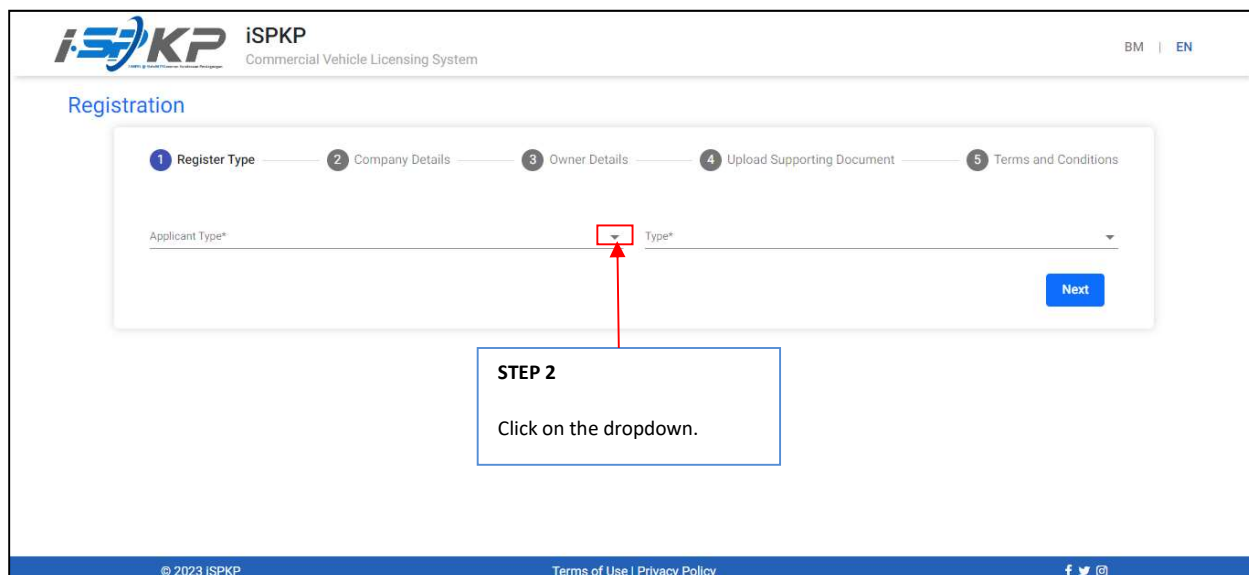 i.SPKP
iSPKP
Commercial Vehicle Licensing System
BM | EN
Registration
1 Register Type
2 Company Details
3 Owner Details
4 Upload Supporting Document
5 Terms and Conditions
Applicant Type*
Type*
Next
STEP 2
Click on the dropdown.
© 2023 iSPKP
Terms of Use | Privacy Policy